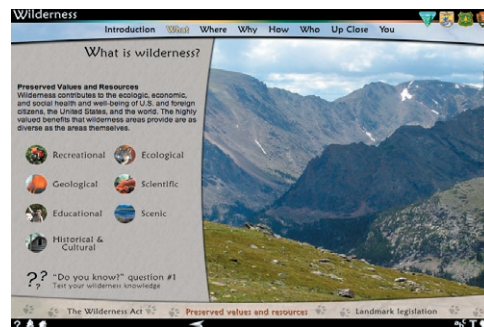 Wilderness
Introduction What Where Why How Who Up Close You
What is wilderness?
Preserved Values and Resources
Wilderness contributes to the ecologic, economic,
and social health and well-being of U.S. and foreign
citizens, the United States, and the world. The highly
valued benefits that wilderness areas provide are as
diverse as the areas themselves.
Recreational Ecological
Geological Scientific
Educational Scenic
Historical &
Cultural
?? "Do you know?" question #1
? Test your wilderness knowledge
The Wilderness Act Preserved values and resources Landmark legislation